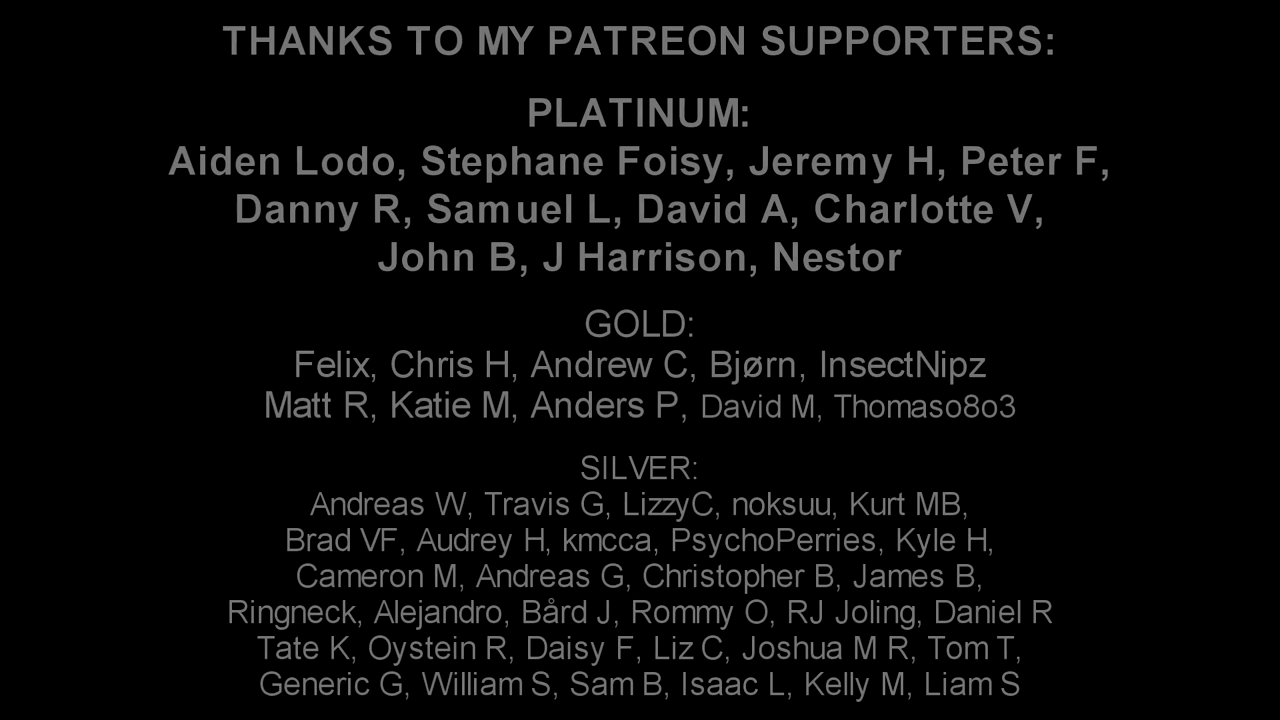 THANKS TO MY PATREON SUPPORTERS:
PLATINUM:
Aiden Lodo, Stephane Foisy, Jeremy H, Peter F,
Danny R, Samuel L, David A, Charlotte V,
John B, J Harrison, Nestor
GOLD:
Felix, Chris H, Andrew C, Bjørn, InsectNipz
Matt R, Katie M, Anders P, David M, Thomaso8o3
SILVER:
Andreas W, Travis G, LizzyC, noksuu, Kurt MB,
Brad VF, Audrey H, kmcca, PsychoPerries, Kyle H,
Cameron M, Andreas G, Christopher B, James B,
Ringneck, Alejandro, Bård J, Rommy O, RJ Joling, Daniel R
Tate K, Oystein R, Daisy F, Liz C, Joshua M R, Tom T,
Generic G, William S, Sam B, Isaac L, Kelly M, Liam S